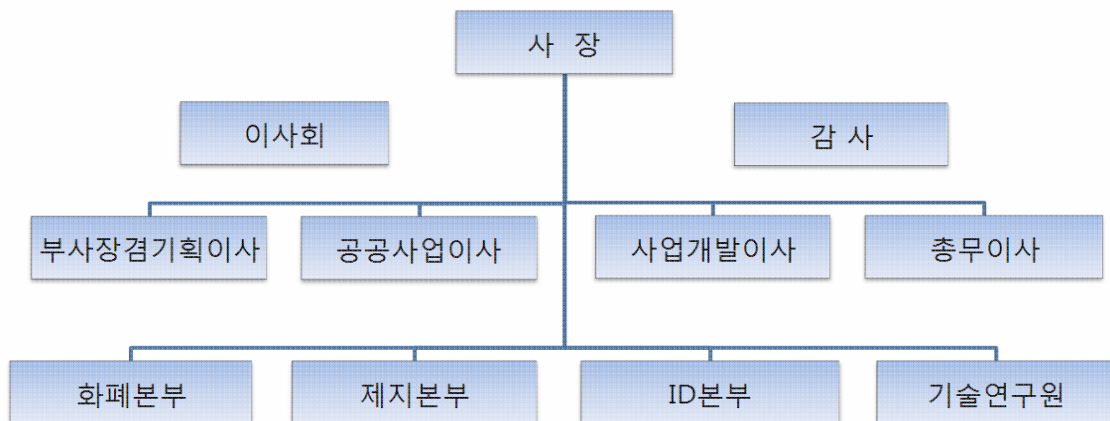 사 장
이사회
감 사
부사장겸기획이사
공공사업이사
사업개발이사
총무이사
화폐본부
제지본부
ID본부
기술연구원